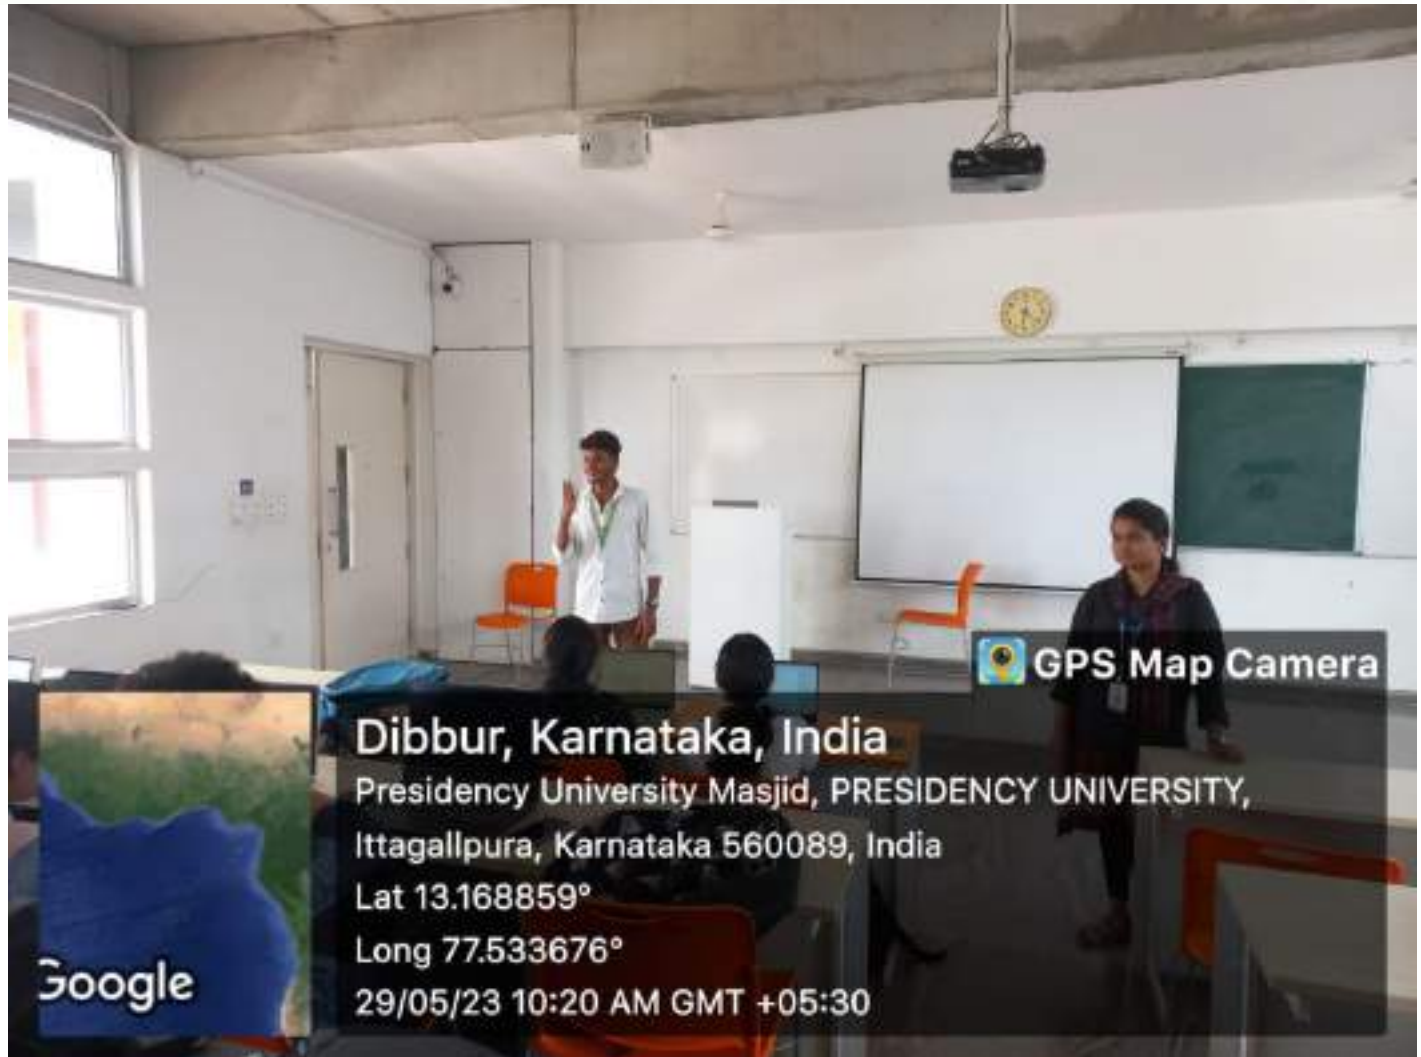 GPS Map Camera
Dibbur, Karnataka, India
Presidency University Masjid, PRESIDENCY UNIVERSITY,
Ittagallpura, Karnataka 560089, India
Lat 13.168859°
Long 77.533676°
29/05/23 10:20 AM GMT +05:30
Google